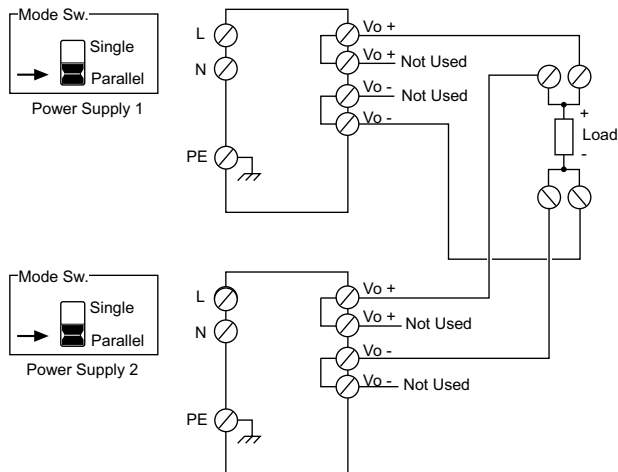 Mode Sw.
Single
Parallel
Power Supply 1
L
N
PE
Vo +
Vo + Not Used
Vo - Not Used
Vo -
+
Load
-
Mode Sw.
Single
Parallel
Power Supply 2
L
N
PE
Vo +
Vo + Not Used
Vo -
Vo - Not Used